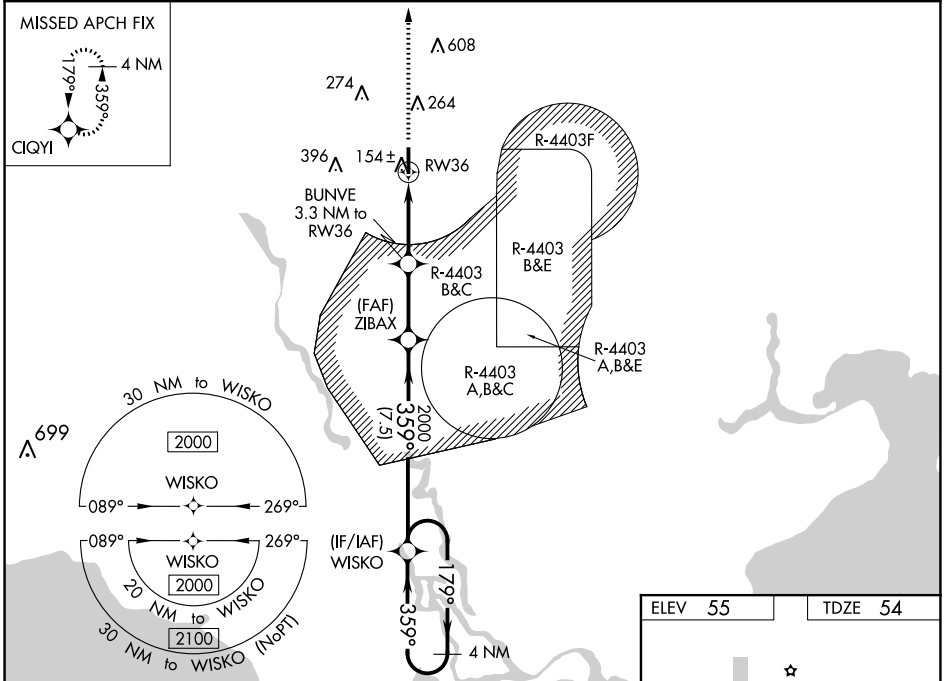 MISSED APCH FIX
4 NM
179°
359°
CIQYI
608
274
264
396
154±
RW36
R-4403F
BUNVE
3.3 NM to
RW36
R-4403
B&E
R-4403
B&C
(FAF)
ZIBAX
R-4403
A,B&C
R-4403
A,B&E
2000
359°
(7.5)
699
30 NM to WISKO
2000
WISKO
089°
269°
089°
269°
WISKO
2000
20 NM to WISKO
2100
30 NM to WISKO (NoPT)
(IF/IAF)
WISKO
179°
359°
4 NM
ELEV 55
TDZE 54